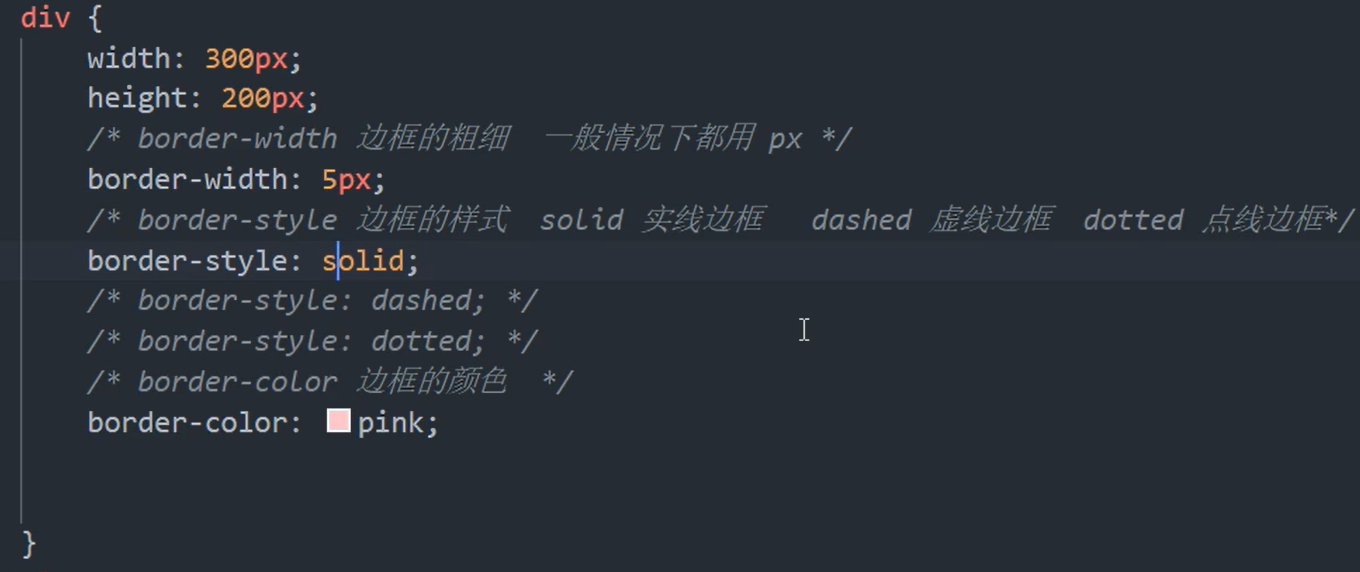 div {
width: 300px;
height: 200px;
/* border-width 边框的粗细 一般情况下都用 px */
border-width: 5px;
/* border-style 边框的样式 solid 实线边框 dashed 虚线边框 dotted 点线边框*/
border-style: solid;
/* border-style: dashed; */
/* border-style: dotted; */
/* border-color 边框的颜色 */
border-color: pink;
}